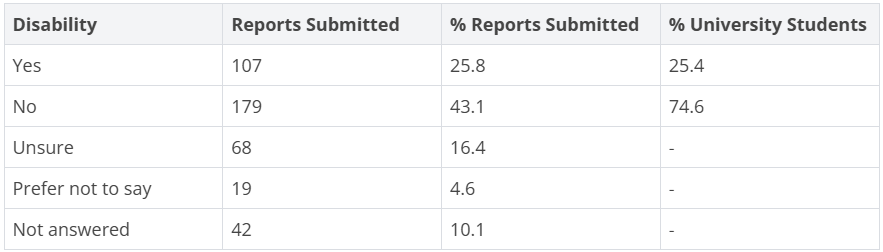 Disability Reports Submitted % Reports Submitted % University Students
Yes 107 25.8 25.4
No 179 43.1 74.6
Unsure 68 16.4 -
Prefer not to say 19 4.6 -
Not answered 42 10.1 -